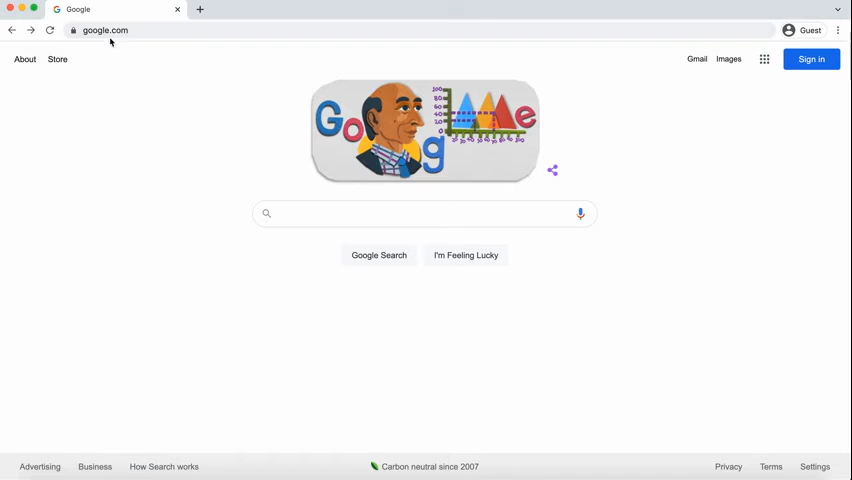 Google
google.com
Guest
About
Store
Gmail
Images
Sign in
Google
Google Search
I'm Feeling Lucky
Advertising
Business
How Search works
Carbon neutral since 2007
Privacy
Terms
Settings